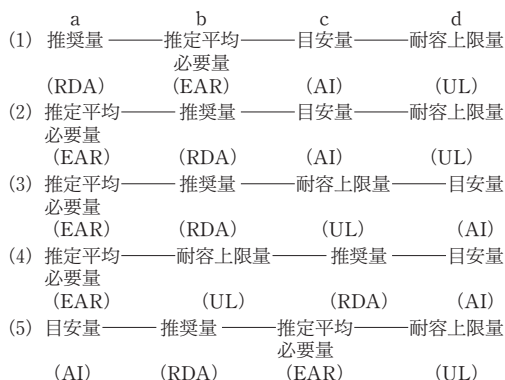 a b c d
(1) 推奨量 ―― 推定平均 ―― 目安量 ―― 耐容上限量
必要量
(RDA) (EAR) (AI) (UL)
(2) 推定平均 ―― 推奨量 ―― 目安量 ―― 耐容上限量
必要量
(EAR) (RDA) (AI) (UL)
(3) 推定平均 ―― 推奨量 ―― 耐容上限量 ―― 目安量
必要量
(EAR) (RDA) (UL) (AI)
(4) 推定平均 ―― 耐容上限量 ―― 推奨量 ―― 目安量
必要量
(EAR) (UL) (RDA) (AI)
(5) 目安量 ―― 推奨量 ―― 推定平均 ―― 耐容上限量
必要量
(AI) (RDA) (EAR) (UL)